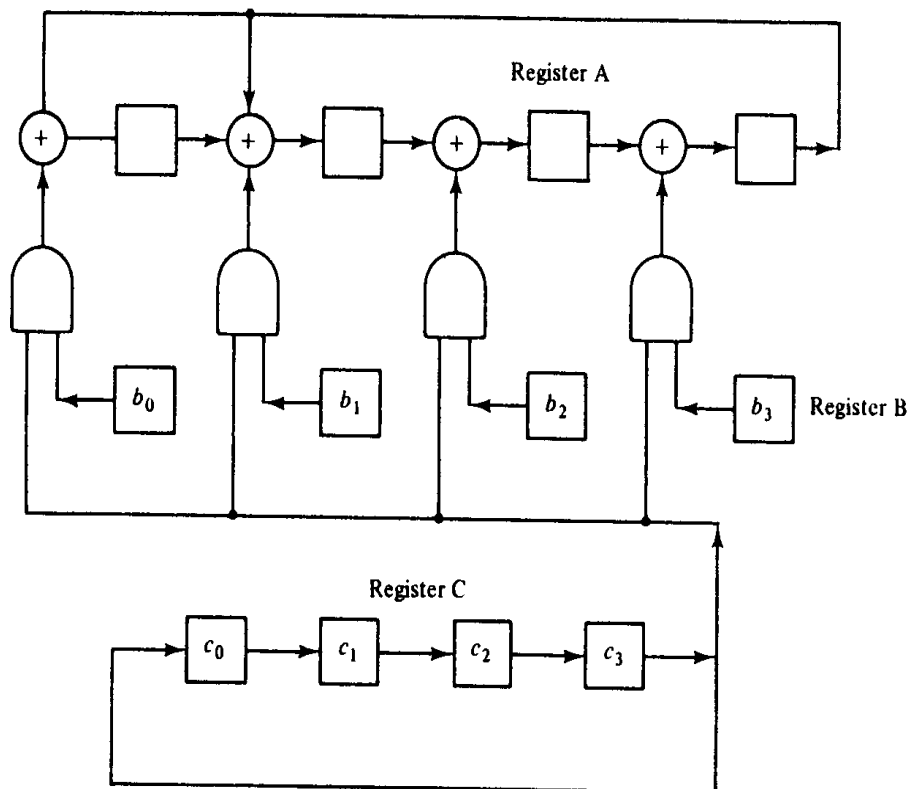 Register A
+
+
+
+
b₀
b₁
b₂
b₃
Register B
Register C
c₀
c₁
c₂
c₃